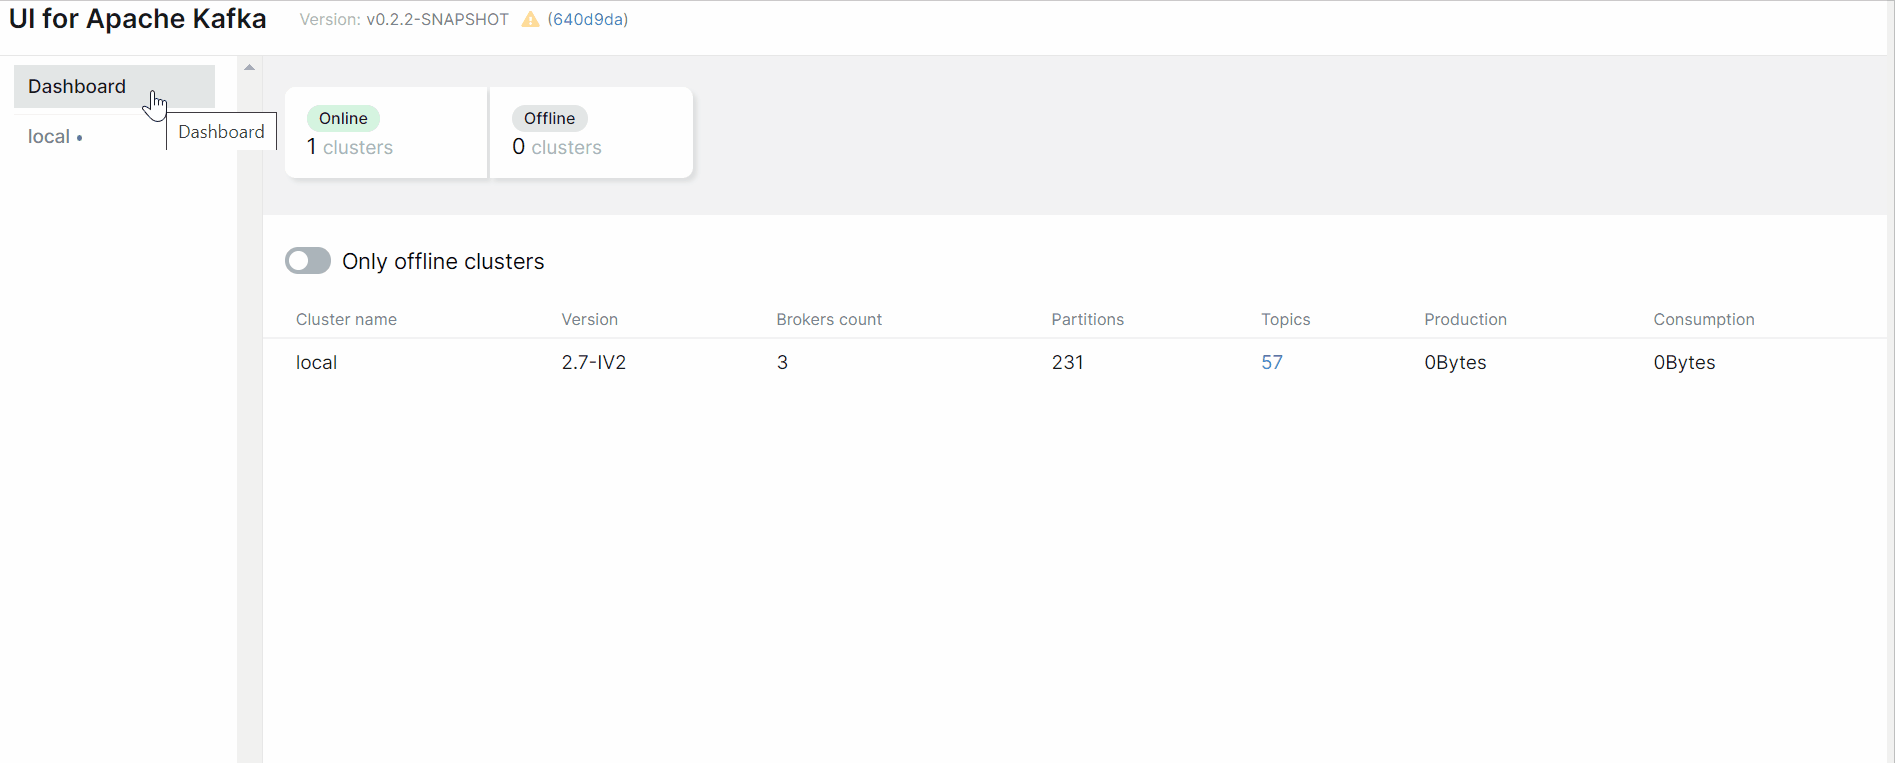 UI for Apache Kafka Version: v0.2.2-SNAPSHOT (640d9da)
Dashboard
local •
Dashboard
Online
1 clusters
Offline
0 clusters
Only offline clusters
Cluster name Version Brokers count Partitions Topics Production Consumption
local 2.7-IV2 3 231 57 0Bytes 0Bytes